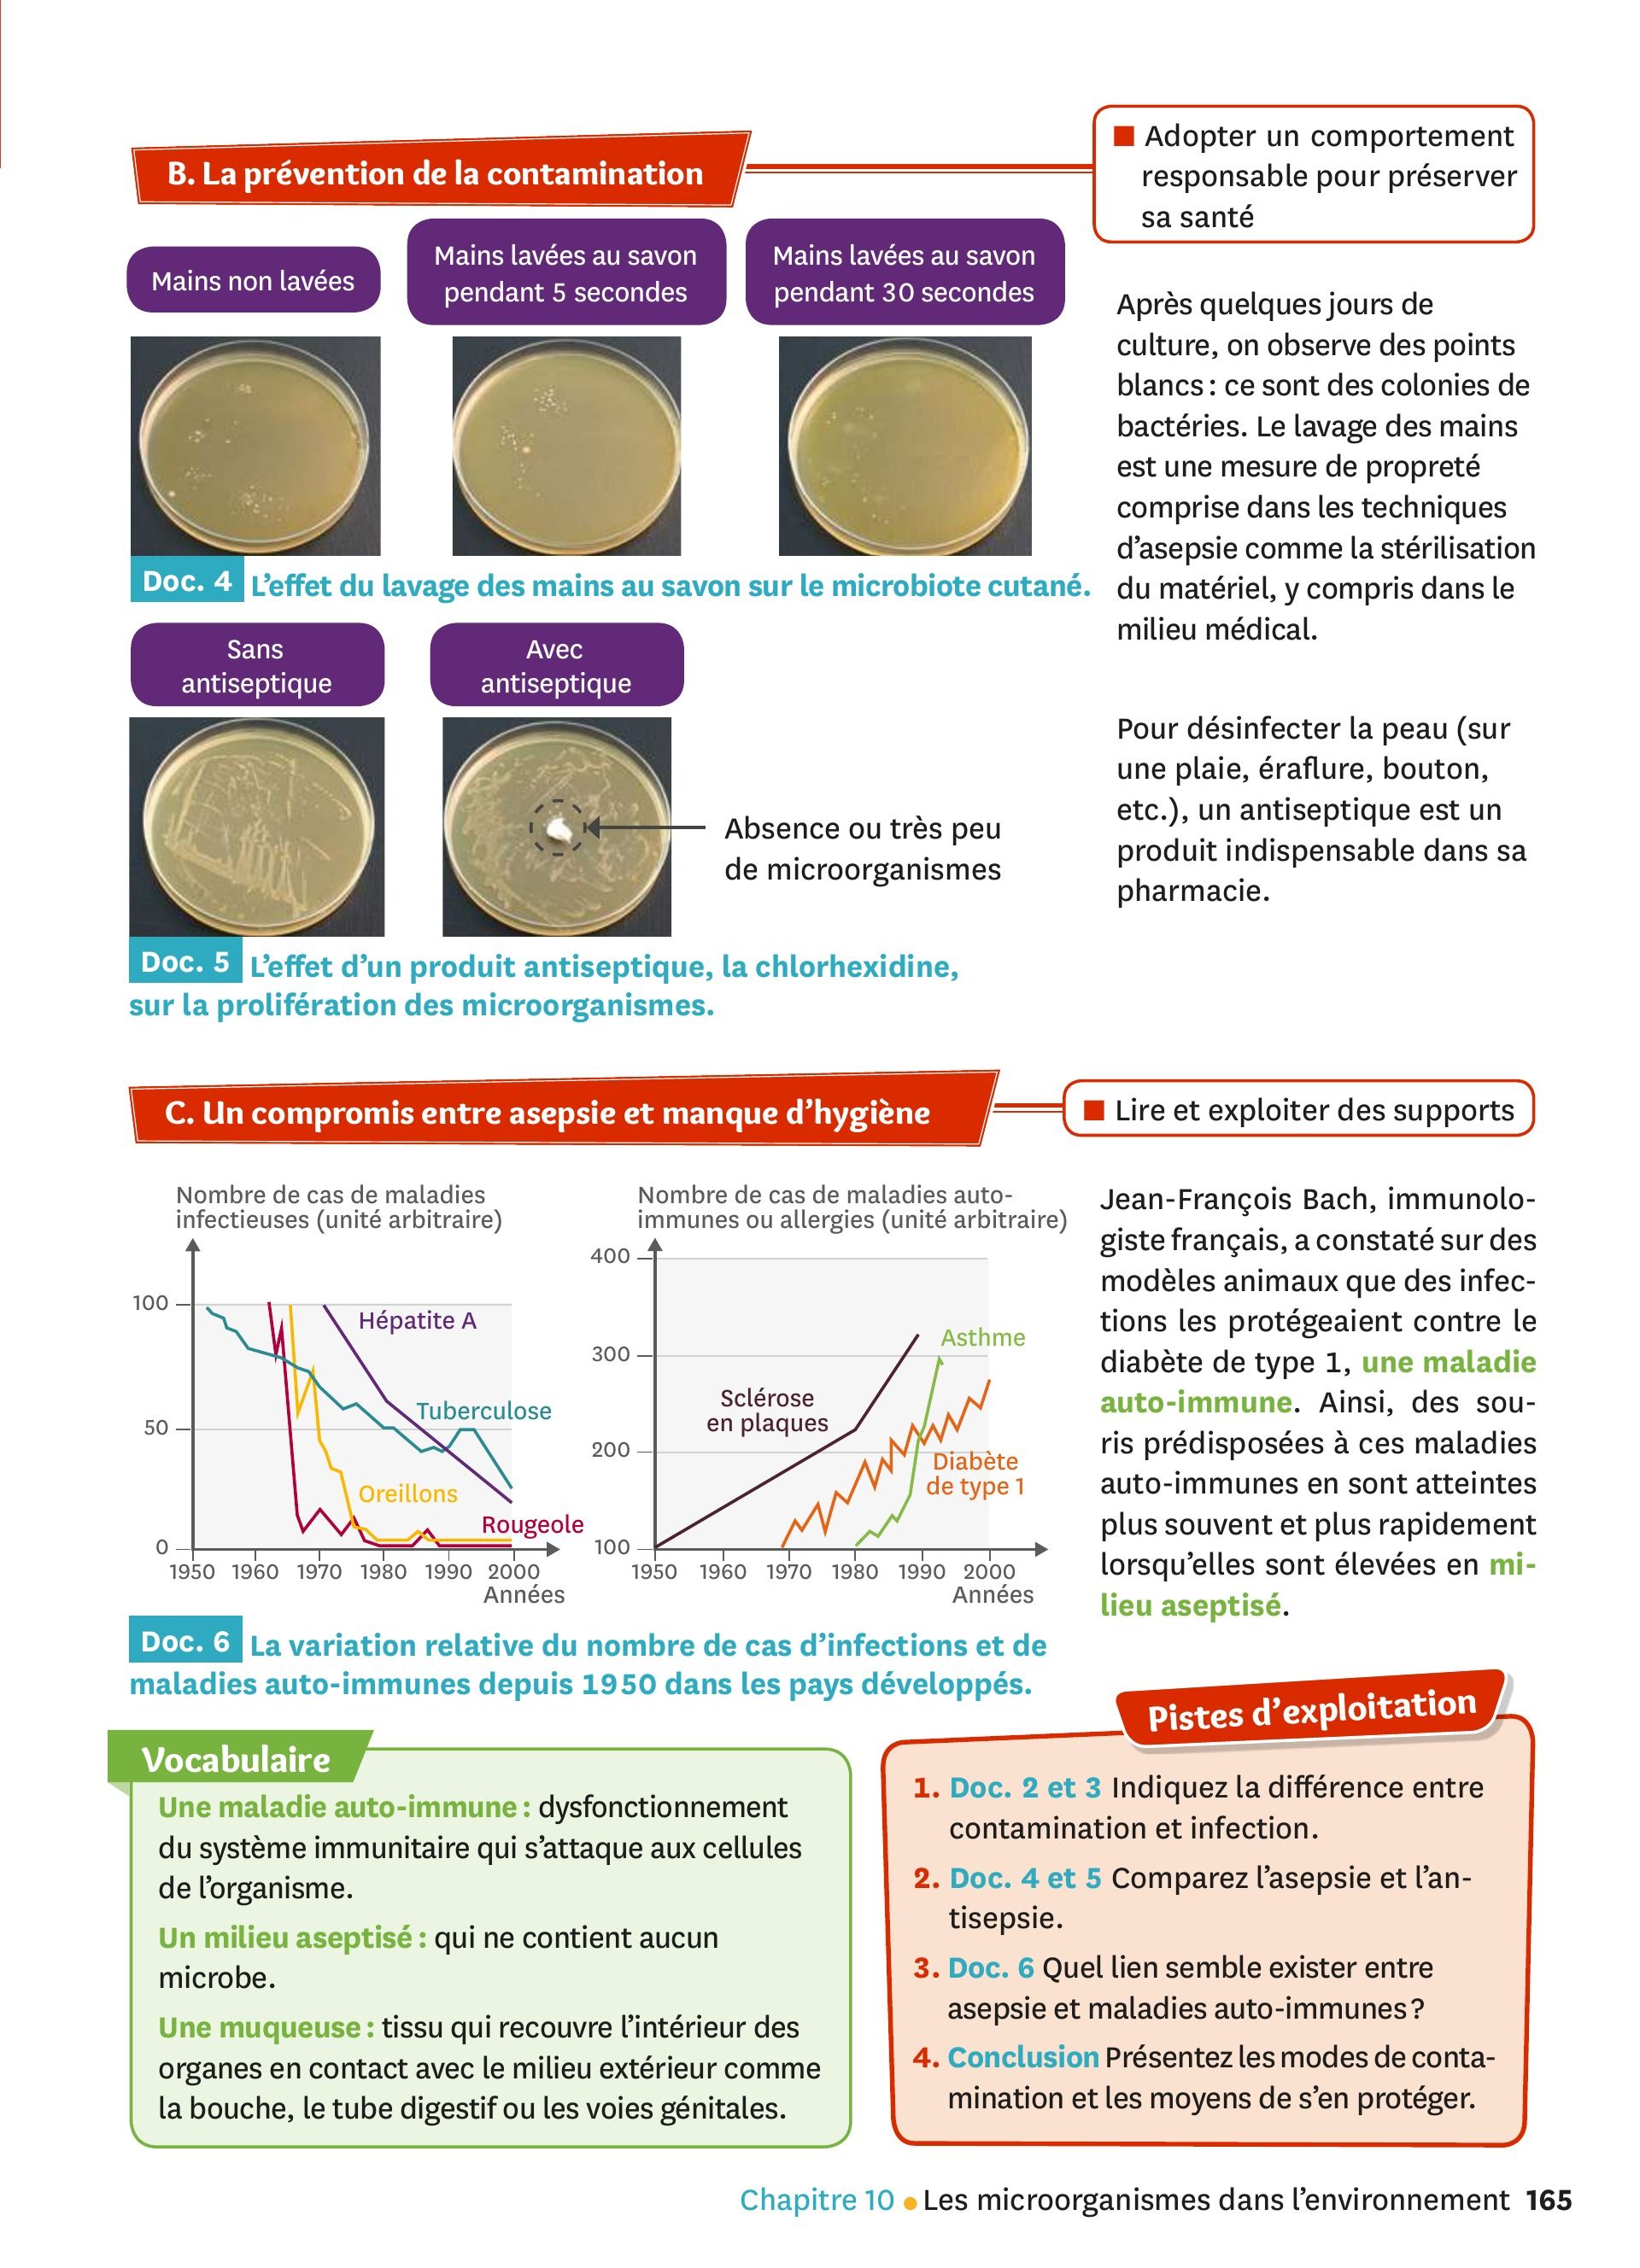 B. La prévention de la contamination
■ Adopter un comportement
responsable pour préserver
sa santé
Mains non lavées
Mains lavées au savon
pendant 5 secondes
Mains lavées au savon
pendant 30 secondes
Doc. 4 L'effet du lavage des mains au savon sur le microbiote cutané.
Après quelques jours de
culture, on observe des points
blancs : ce sont des colonies de
bactéries. Le lavage des mains
est une mesure de propreté
comprise dans les techniques
d'asepsie comme la stérilisation
du matériel, y compris dans le
milieu médical.
Sans
antiseptique
Avec
antiseptique
Absence ou très peu
de microorganismes
Doc. 5 L'effet d'un produit antiseptique, la chlorhexidine,
sur la prolifération des microorganismes.
Pour désinfecter la peau (sur
une plaie, éraflure, bouton,
etc.), un antiseptique est un
produit indispensable dans sa
pharmacie.
C. Un compromis entre asepsie et manque d'hygiène
■ Lire et exploiter des supports
Nombre de cas de maladies
infectieuses (unité arbitraire)
100
50
0
Hépatite A
Tuberculose
Oreillons
Rougeole
1950 1960 1970 1980 1990 2000
Années
Nombre de cas de maladies auto-
immunes ou allergies (unité arbitraire)
400
300
200
100
Asthme
Sclérose
en plaques
Diabète
de type 1
1950 1960 1970 1980 1990 2000
Années
Doc. 6 La variation relative du nombre de cas d'infections et de
maladies auto-immunes depuis 1950 dans les pays développés.
Jean-François Bach, immunolo-
giste français, a constaté sur des
modèles animaux que des infec-
tions les protégeaient contre le
diabète de type 1, une maladie
auto-immune. Ainsi, des sou-
ris prédisposées à ces maladies
auto-immunes en sont atteintes
plus souvent et plus rapidement
lorsqu'elles sont élevées en mi-
lieu aseptisé.
Vocabulaire
Une maladie auto-immune : dysfonctionnement
du système immunitaire qui s'attaque aux cellules
de l'organisme.
Un milieu aseptisé : qui ne contient aucun
microbe.
Une muqueuse : tissu qui recouvre l'intérieur des
organes en contact avec le milieu extérieur comme
la bouche, le tube digestif ou les voies génitales.
Pistes d'exploitation
1. Doc. 2 et 3 Indiquez la différence entre
contamination et infection.
2. Doc. 4 et 5 Comparez l'asepsie et l'an-
tisepsie.
3. Doc. 6 Quel lien semble exister entre
asepsie et maladies auto-immunes ?
4. Conclusion Présentez les modes de conta-
mination et les moyens de s'en protéger.
Chapitre 10 ● Les microorganismes dans l'environnement 165